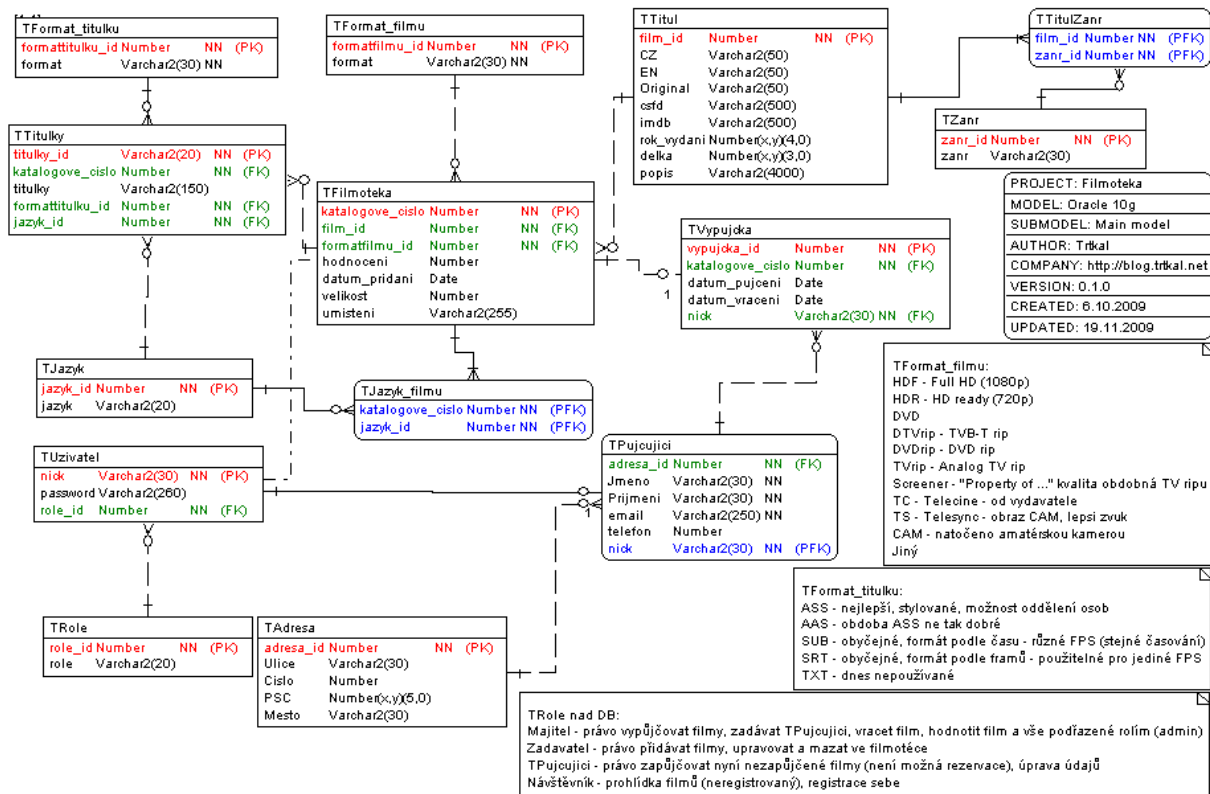 TFormat_titulku
formattitulku_id Number NN (PK)
format Varchar2(30) NN
TFormat_filmu
formatfilmu_id Number NN (PK)
format Varchar2(30) NN
TTitul
film_id Number NN (PK)
CZ Varchar2(50)
EN Varchar2(50)
Original Varchar2(50)
csfd Varchar2(500)
imdb Varchar2(500)
rok_vydani Number(x,y)(4,0)
delka Number(x,y)(3,0)
popis Varchar2(4000)
TTitulZanr
film_id Number NN (PFK)
zanr_id Number NN (PFK)
TZanr
zanr_id Number NN (PK)
zanr Varchar2(30)
TTitulky
titulky_id Varchar2(20) NN (PK)
katalogove_cislo Number NN (FK)
titulky Varchar2(150)
formattitulku_id Number NN (FK)
jazyk_id Number NN (FK)
TFilmoteka
katalogove_cislo Number NN (PK)
film_id Number NN (FK)
formatfilmu_id Number NN (FK)
hodnoceni Number
datum_pridani Date
velikost Number
umisteni Varchar2(255)
TVypujcka
vypujcka_id Number NN (PK)
katalogove_cislo Number NN (FK)
datum_pujceni Date
datum_vraceni Date
nick Varchar2(30) NN (FK)
1
PROJECT: Filmoteka
MODEL: Oracle 10g
SUBMODEL: Main model
AUTHOR: Trtkal
COMPANY: http://blog.trtkal.net
VERSION: 0.1.0
CREATED: 6.10.2009
UPDATED: 19.11.2009
TJazyk
jazyk_id Number NN (PK)
jazyk Varchar2(20)
TJazyk_filmu
katalogove_cislo Number NN (PFK)
jazyk_id Number NN (PFK)
TFormat_filmu:
HDF - Full HD (1080p)
HDR - HD ready (720p)
DVD
DTVrip - TVB-T rip
DVDrip - DVD rip
TVrip - Analog TV rip
Screener - "Property of ..." kvalita obdobná TV ripu
TC - Telecine - od vydavatele
TS - Telesync - obraz CAM, lepsi zvuk
CAM - natočeno amatérskou kamerou
Jiný
TUzivatel
nick Varchar2(30) NN (PK)
password Varchar2(260)
role_id Number NN (FK)
TPujcujici
adresa_id Number NN (FK)
Jmeno Varchar2(30) NN
Prijmeni Varchar2(30) NN
email Varchar2(250) NN
telefon Number
nick Varchar2(30) NN (PFK)
1
TFormat_titulku:
ASS - nejlepší, stylované, možnost oddělení osob
AAS - obdoba ASS ne tak dobré
SUB - obyčejné, formát podle času - různé FPS (stejné časování)
SRT - obyčejné, formát podle framů - použitelné pro jediné FPS
TXT - dnes nepoužívané
TRole
role_id Number NN (PK)
role Varchar2(20)
TAdresa
adresa_id Number NN (PK)
Ulice Varchar2(30)
Cislo Number
PSC Number(x,y)(5,0)
Mesto Varchar2(30)
TRole nad DB:
Majitel - právo vypůjčovat filmy, zadávat TPujcujici, vracet film, hodnotit film a vše podřazené rolím (admin)
Zadavatel - právo přidávat filmy, upravovat a mazat ve filmotéce
TPujcujici - právo zapůjčovat nyní nezapůjčené filmy (není možná rezervace), úprava údajů
Návštěvník - prohlídka filmů (neregistrovaný), registrace sebe